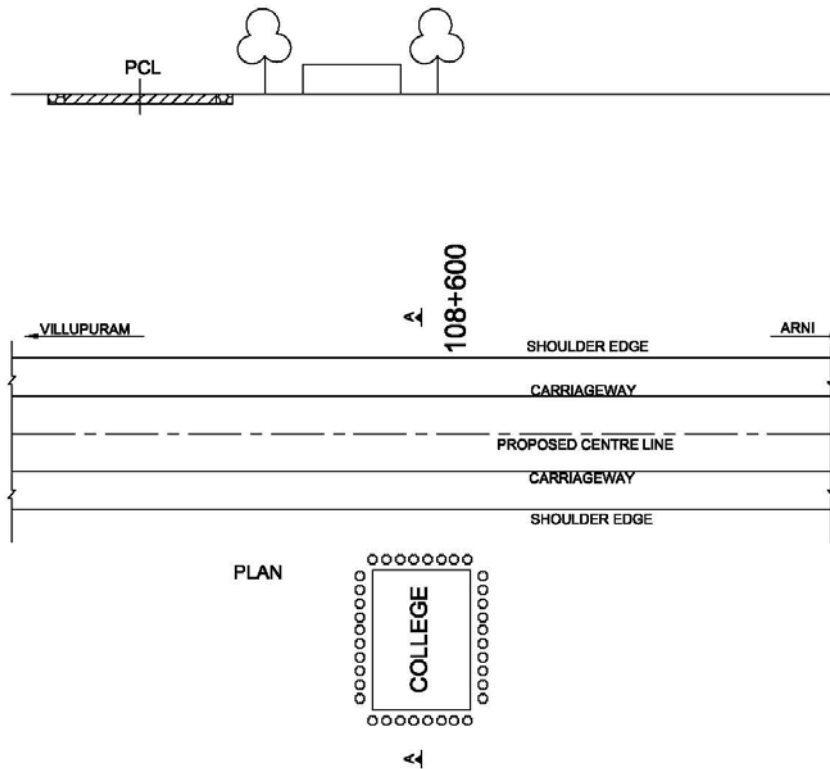 PCL
A
108+600
VILLUPURAM
ARNI
SHOULDER EDGE
CARRIAGEWAY
PROPOSED CENTRE LINE
CARRIAGEWAY
SHOULDER EDGE
PLAN
COLLEGE
A